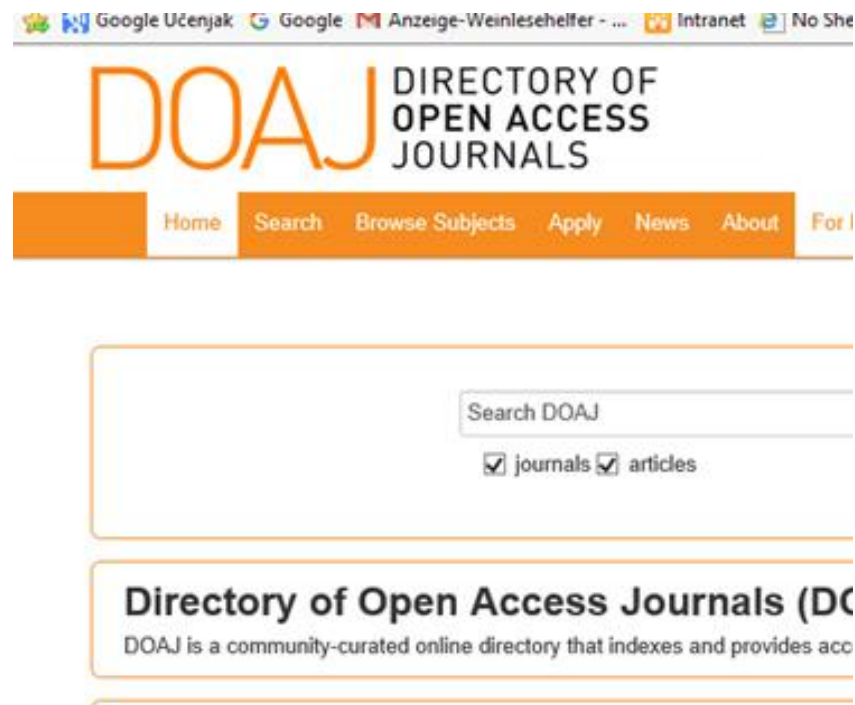 Google Učenjak Google Anzeige-Weinlesehelfer - ... Intranet No She
DOAJ
DIRECTORY OF
OPEN ACCESS
JOURNALS
Home Search Browse Subjects Apply News About For
Search DOAJ
journals articles
Directory of Open Access Journals (DO
DOAJ is a community-curated online directory that indexes and provides acc